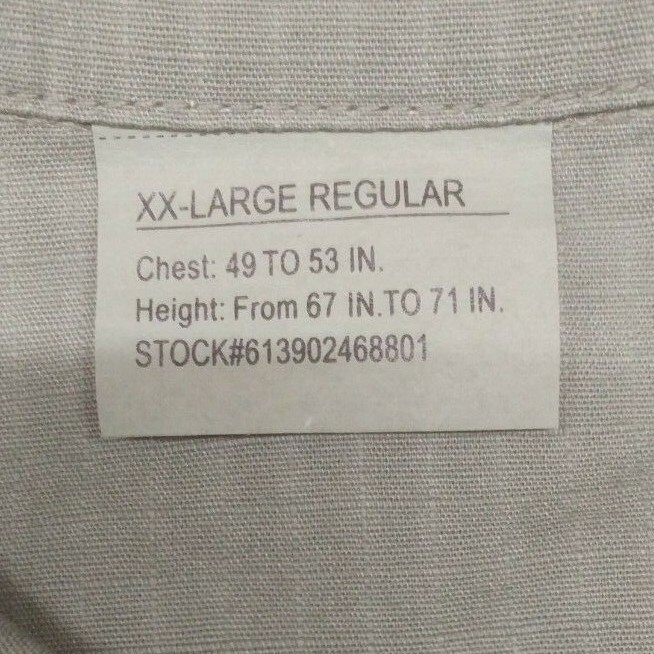 XX-LARGE REGULAR
Chest: 49 TO 53 IN.
Height: From 67 IN.TO 71 IN.
STOCK#613902468801